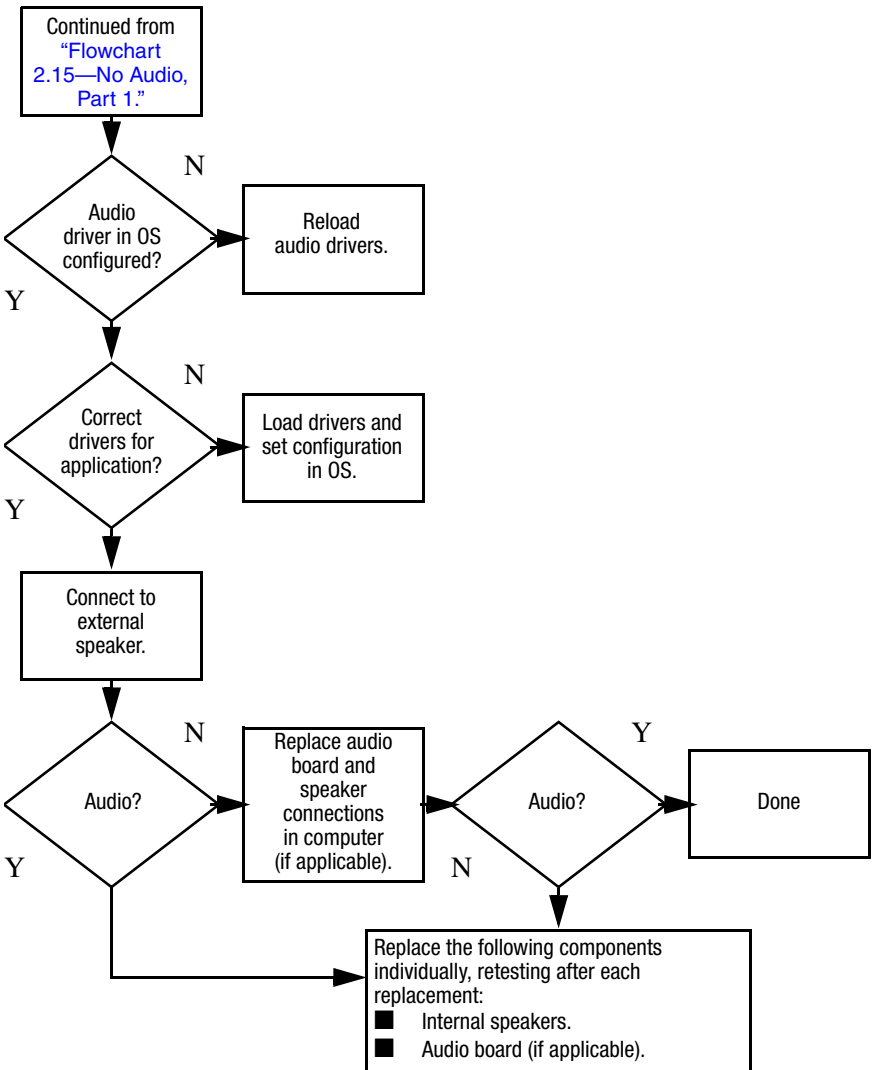 Continued from
“Flowchart
2.15—No Audio,
Part 1.”
N
Audio
driver in OS
configured?
Reload
audio drivers.
Y
N
Correct
drivers for
application?
Load drivers and
set configuration
in OS.
Y
Connect to
external
speaker.
N
Audio?
Y
Replace audio
board and
speaker
connections
in computer
(if applicable).
Y
Audio?
N
Done
Replace the following components
individually, retesting after each
replacement:
■ Internal speakers.
■ Audio board (if applicable).